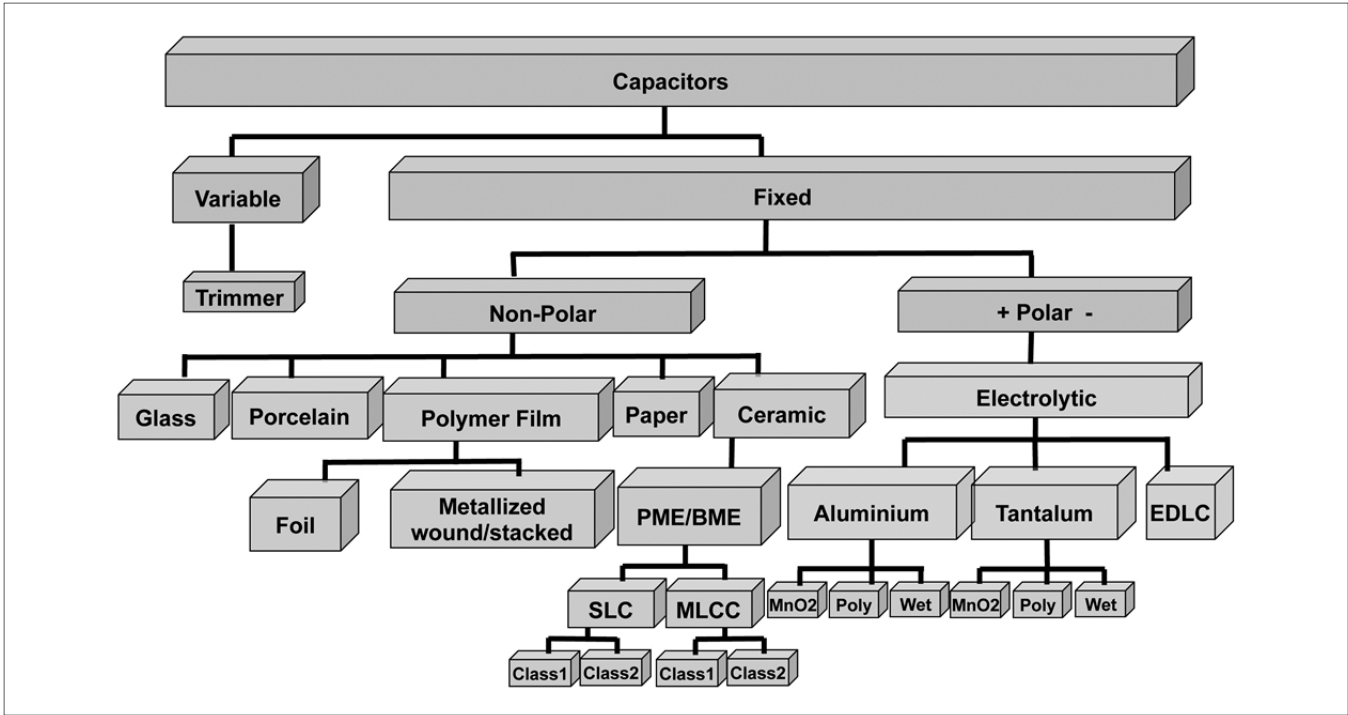 Capacitors
Variable
Fixed
Trimmer
Non-Polar
+ Polar -
Glass
Porcelain
Polymer Film
Paper
Ceramic
Electrolytic
Foil
Metallized
wound/stacked
PME/BME
Aluminium
Tantalum
EDLC
SLC
MLCC
MnO2
Poly
Wet
MnO2
Poly
Wet
Class1
Class2
Class1
Class2